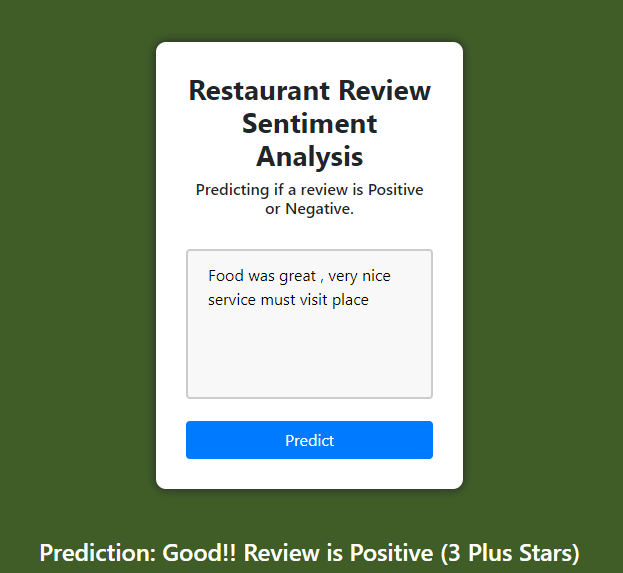 Restaurant Review
Sentiment
Analysis
Predicting if a review is Positive
or Negative.
Food was great , very nice
service must visit place
Predict
Prediction: Good!! Review is Positive (3 Plus Stars)